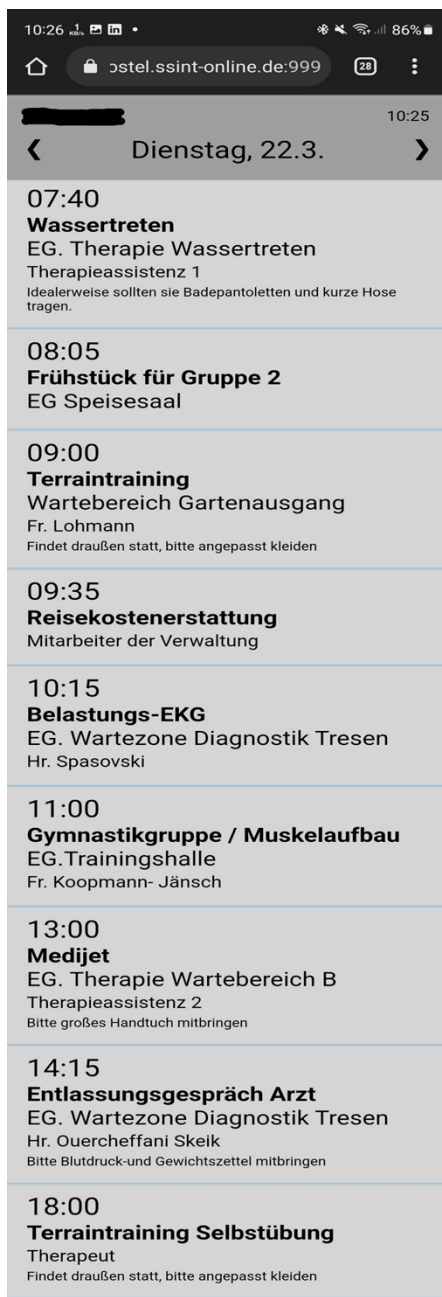 10:26 1 KB/s in • 86%
ostel.ssint-online.de:999 28
10:25
Dienstag, 22.3.
07:40
Wassertreten
EG. Therapie Wassertreten
Therapieassistenz 1
Idealerweise sollten sie Badepantoletten und kurze Hose
tragen.
08:05
Frühstück für Gruppe 2
EG Speisesaal
09:00
Terraintraining
Wartebereich Gartenausgang
Fr. Lohmann
Findet draußen statt, bitte angepasst kleiden
09:35
Reisekostenerstattung
Mitarbeiter der Verwaltung
10:15
Belastungs-EKG
EG. Wartezone Diagnostik Tresen
Hr. Spasovski
11:00
Gymnastikgruppe / Muskelaufbau
EG.Trainingshalle
Fr. Koopmann- Jänsch
13:00
Medijet
EG. Therapie Wartebereich B
Therapieassistenz 2
Bitte großes Handtuch mitbringen
14:15
Entlassungsgespräch Arzt
EG. Wartezone Diagnostik Tresen
Hr. Ouercheffani Skeik
Bitte Blutdruck-und Gewichtszettel mitbringen
18:00
Terraintraining Selbstübung
Therapeut
Findet draußen statt, bitte angepasst kleiden